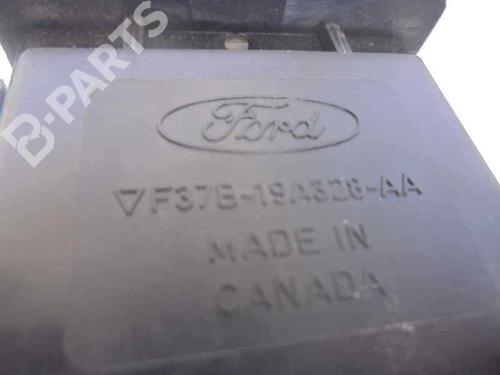 B-PARTS
Ford
F37B-19A328-AA
MADE IN
CANADA